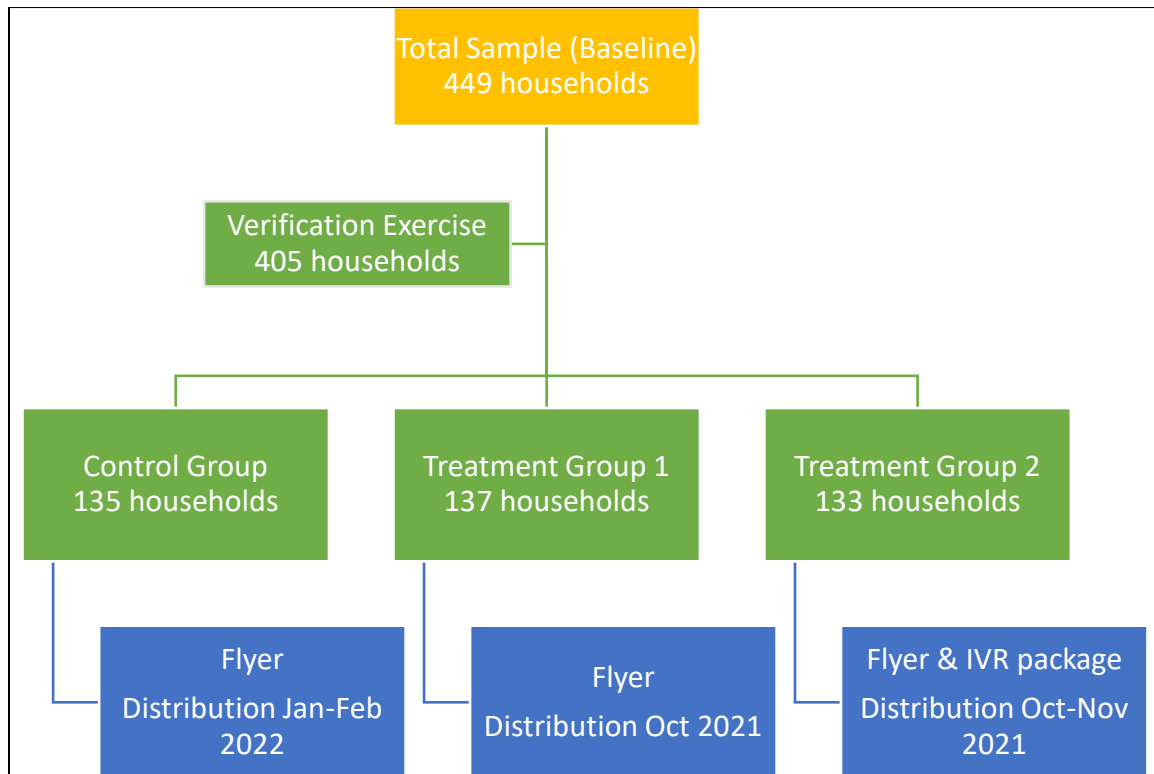 Total Sample (Baseline)
449 households
Verification Exercise
405 households
Control Group
135 households
Treatment Group 1
137 households
Treatment Group 2
133 households
Flyer
Distribution Jan-Feb
2022
Flyer
Distribution Oct 2021
Flyer & IVR package
Distribution Oct-Nov
2021